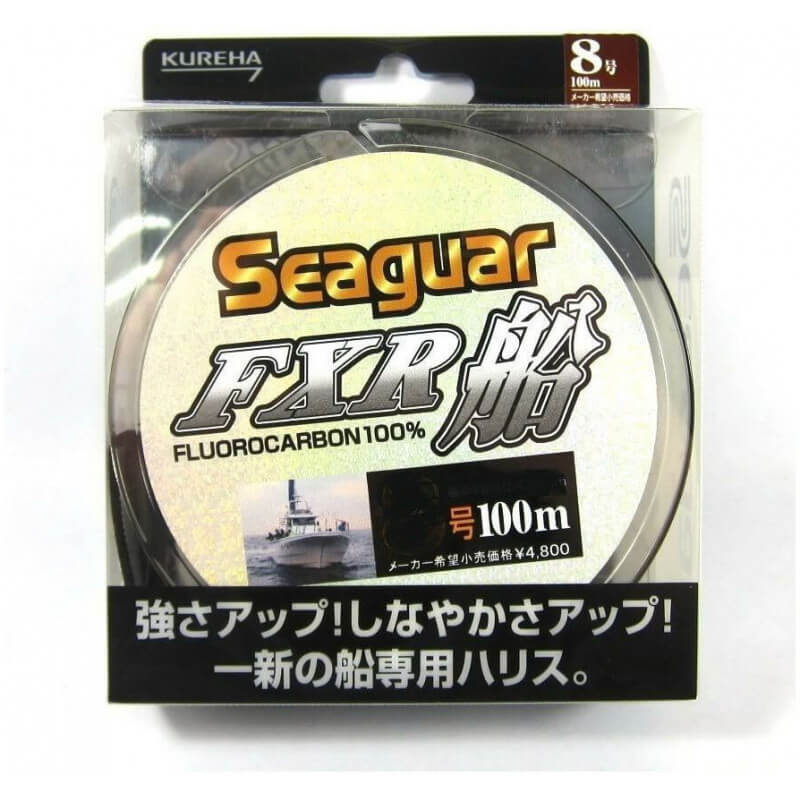 KUREHA
8号
100m
メーカー希望小売価格
Seaguar
FXR船
FLUOROCARBON100%
号100m
メーカー希望小売価格¥4,800
強さアップ!しなやかさアップ!
一新の船専用ハリス。